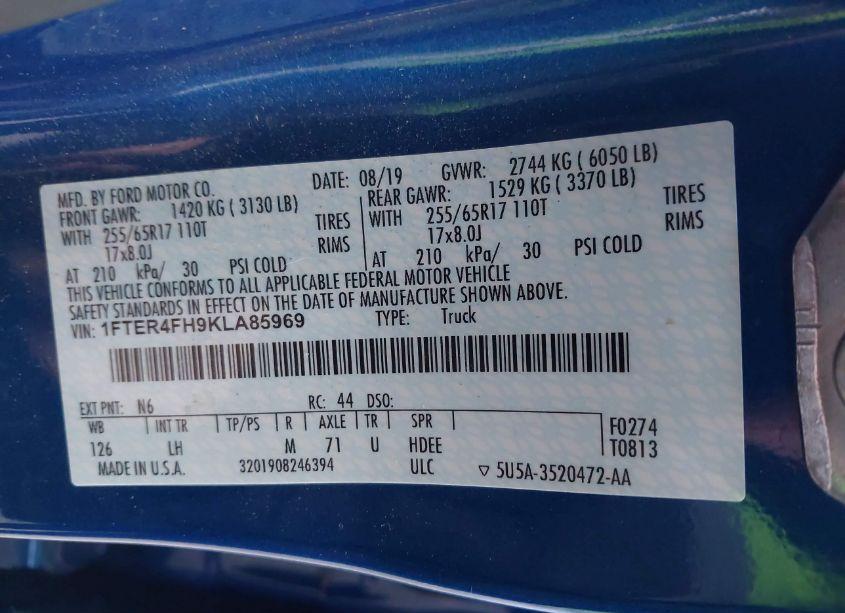 MFD. BY FORD MOTOR CO. DATE: 08/19 GVWR: 2744 KG ( 6050 LB)
FRONT GAWR: 1420 KG ( 3130 LB) REAR GAWR: 1529 KG ( 3370 LB)
WITH 255/65R17 110T TIRES WITH 255/65R17 110T TIRES
17x8.0J RIMS 17x8.0J RIMS
AT 210 kPa/ 30 PSI COLD AT 210 kPa/ 30 PSI COLD
THIS VEHICLE CONFORMS TO ALL APPLICABLE FEDERAL MOTOR VEHICLE
SAFETY STANDARDS IN EFFECT ON THE DATE OF MANUFACTURE SHOWN ABOVE.
VIN: 1FTER4FH9KLA85969 TYPE: Truck
EXT PNT: N6 RC: 44 DSO:
WB INT TR TP/PS R AXLE TR SPR F0274
126 LH M 71 U HDEE T0813
MADE IN U.S.A. 3201908246394 ULC ▽ 5U5A-3520472-AA